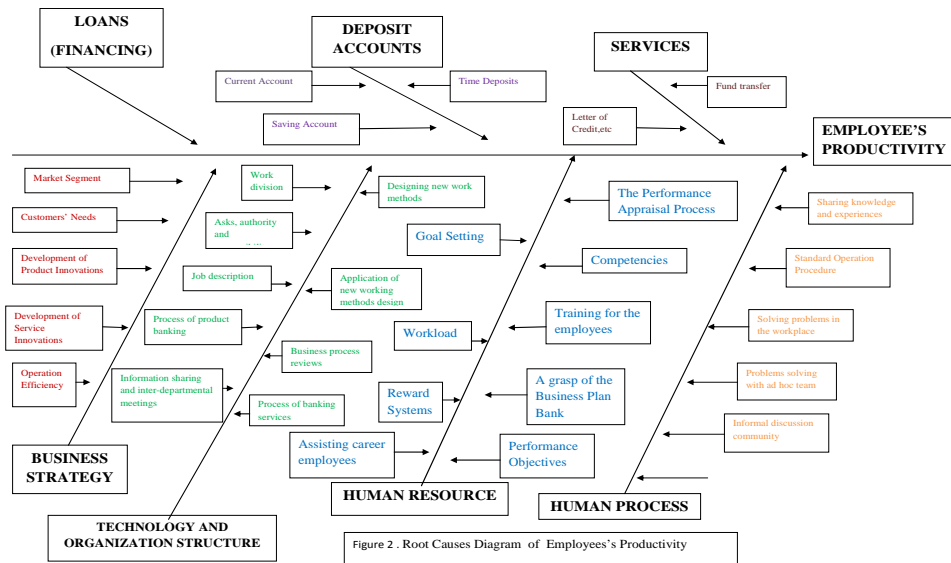 LOANS
(FINANCING)
DEPOSIT
ACCOUNTS
SERVICES
Current Account
Time Deposits
Fund transfer
Saving Account
Letter of
Credit,etc
EMPLOYEE'S
PRODUCTIVITY
Market Segment
Customers' Needs
Development of
Product Innovations
Development of
Service
Innovations
Operation
Efficiency
BUSINESS
STRATEGY
Work
division
Asks, authority
and
Job description
Process of product
banking
Information sharing
and inter-departmental
meetings
Designing new work
methods
Application of
new working
methods design
Business process
reviews
Process of banking
services
TECHNOLOGY AND
ORGANIZATION STRUCTURE
Goal Setting
Workload
Reward
Systems
Assisting career
employees
The Performance
Appraisal Process
Competencies
Training for the
employees
A grasp of the
Business Plan
Bank
Performance
Objectives
HUMAN RESOURCE
Sharing knowledge
and experiences
Standard Operation
Procedure
Solving problems in
the workplace
Problems solving
with ad hoc team
Informal discussion
community
HUMAN PROCESS
Figure 2 . Root Causes Diagram of Employees's Productivity